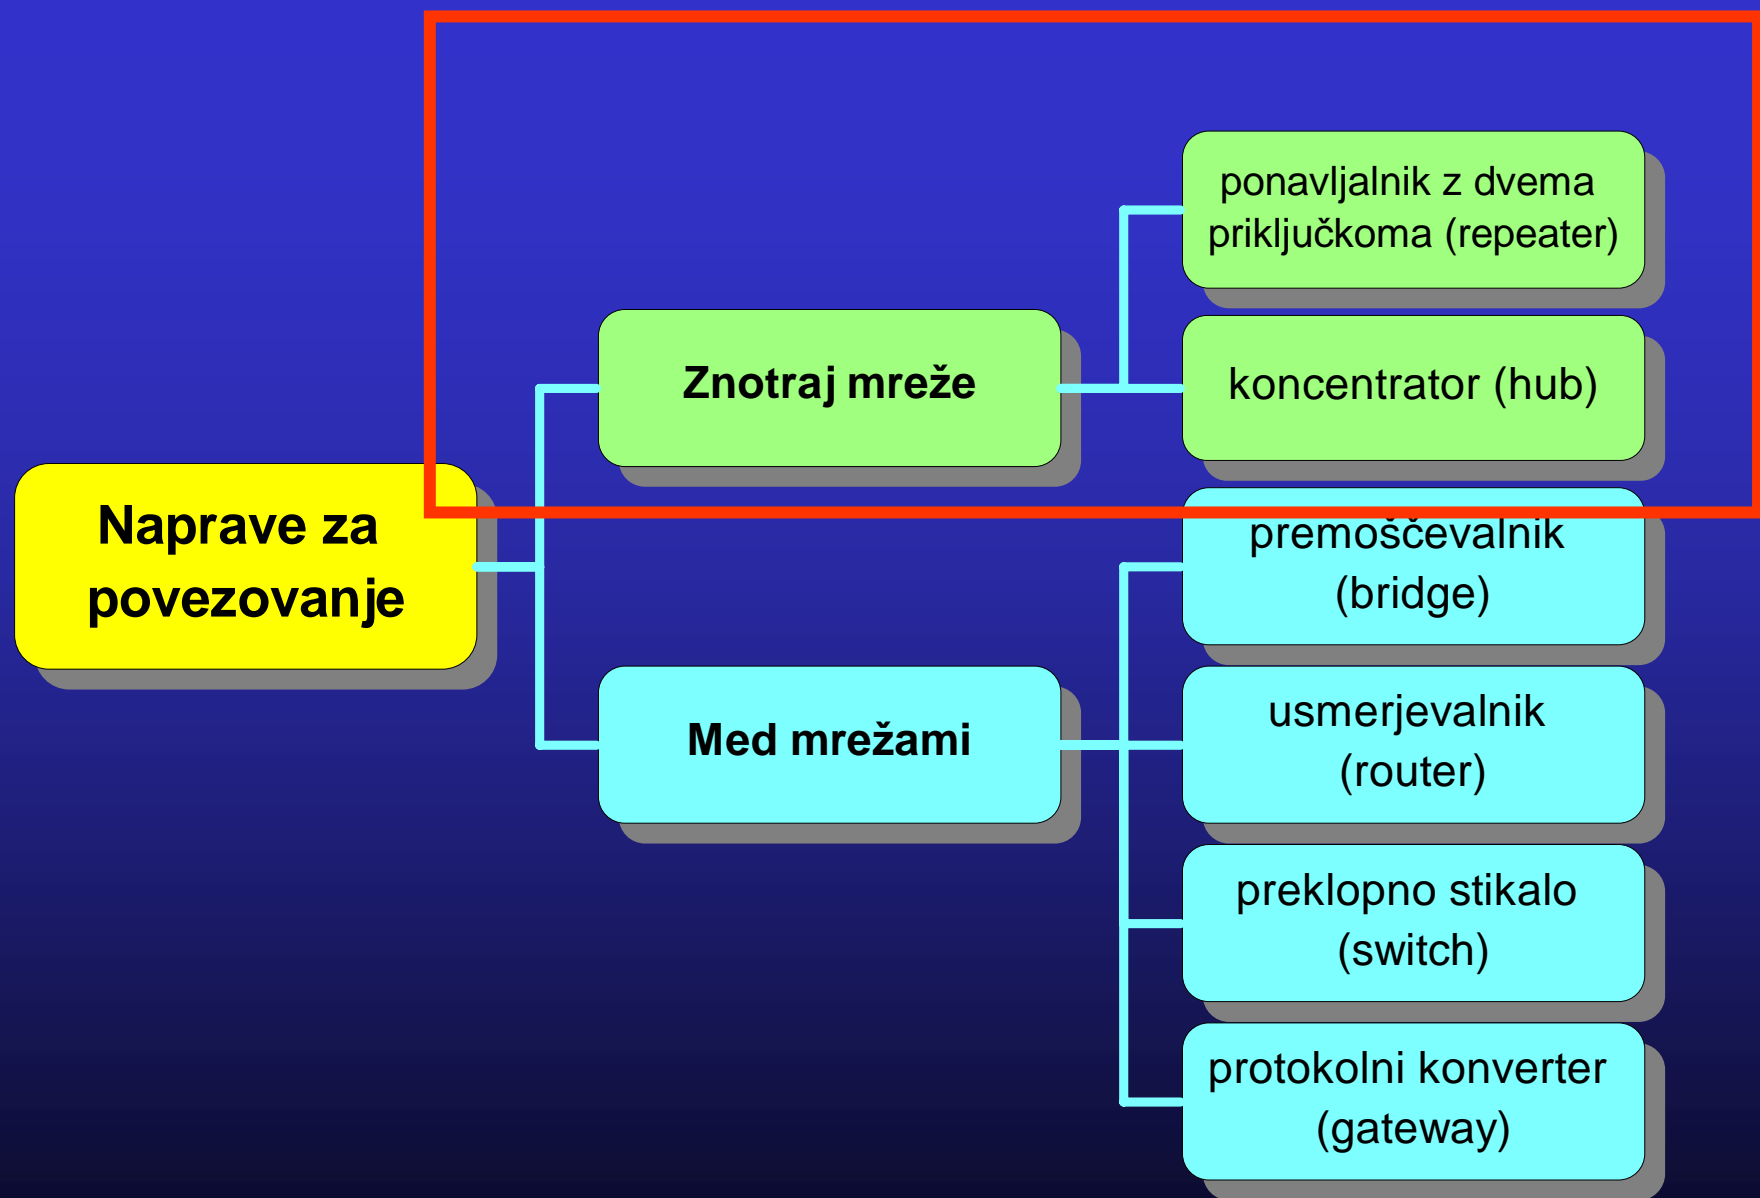 Naprave za
povezovanje
Znotraj mreže
ponavljalnik z dvema
priključkoma (repeater)
koncentrator (hub)
Med mrežami
premoščevalnik
(bridge)
usmerjevalnik
(router)
preklopno stikalo
(switch)
protokolni konverter
(gateway)